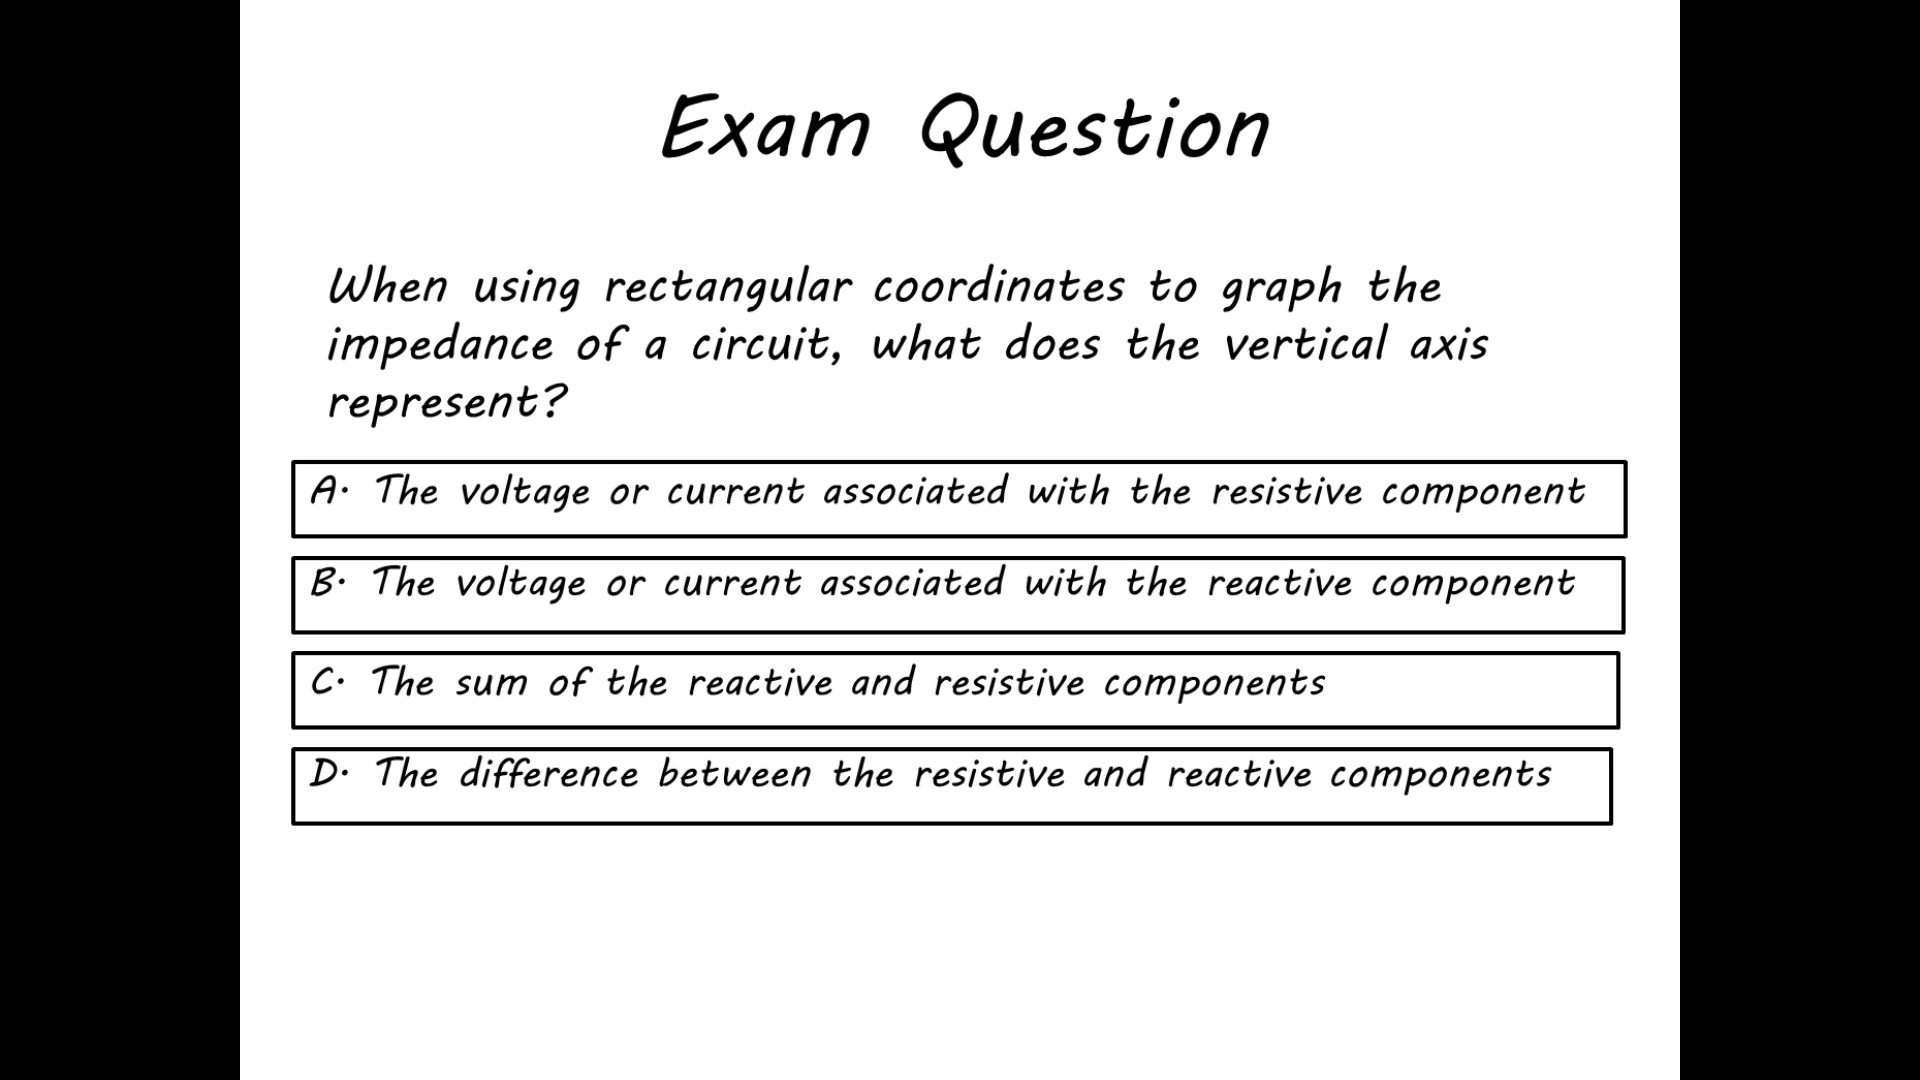 Exam Question
When using rectangular coordinates to graph the
impedance of a circuit, what does the vertical axis
represent?
A. The voltage or current associated with the resistive component
B. The voltage or current associated with the reactive component
C. The sum of the reactive and resistive components
D. The difference between the resistive and reactive components